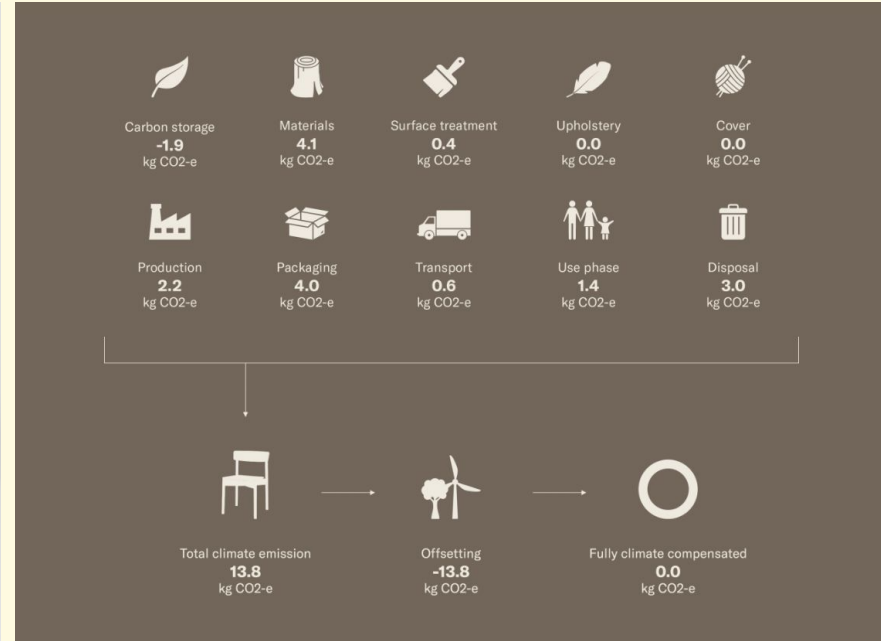 Carbon storage
-1.9
kg CO2-e
Materials
4.1
kg CO2-e
Surface treatment
0.4
kg CO2-e
Upholstery
0.0
kg CO2-e
Cover
0.0
kg CO2-e
Production
2.2
kg CO2-e
Packaging
4.0
kg CO2-e
Transport
0.6
kg CO2-e
Use phase
1.4
kg CO2-e
Disposal
3.0
kg CO2-e
Total climate emission
13.8
kg CO2-e
Offsetting
-13.8
kg CO2-e
Fully climate compensated
0.0
kg CO2-e